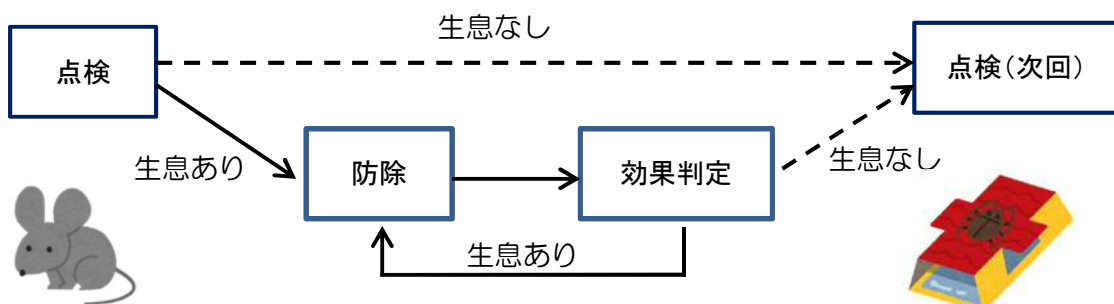 生息なし
点検
点検（次回）
生息あり
防除
効果判定
生息なし
生息あり